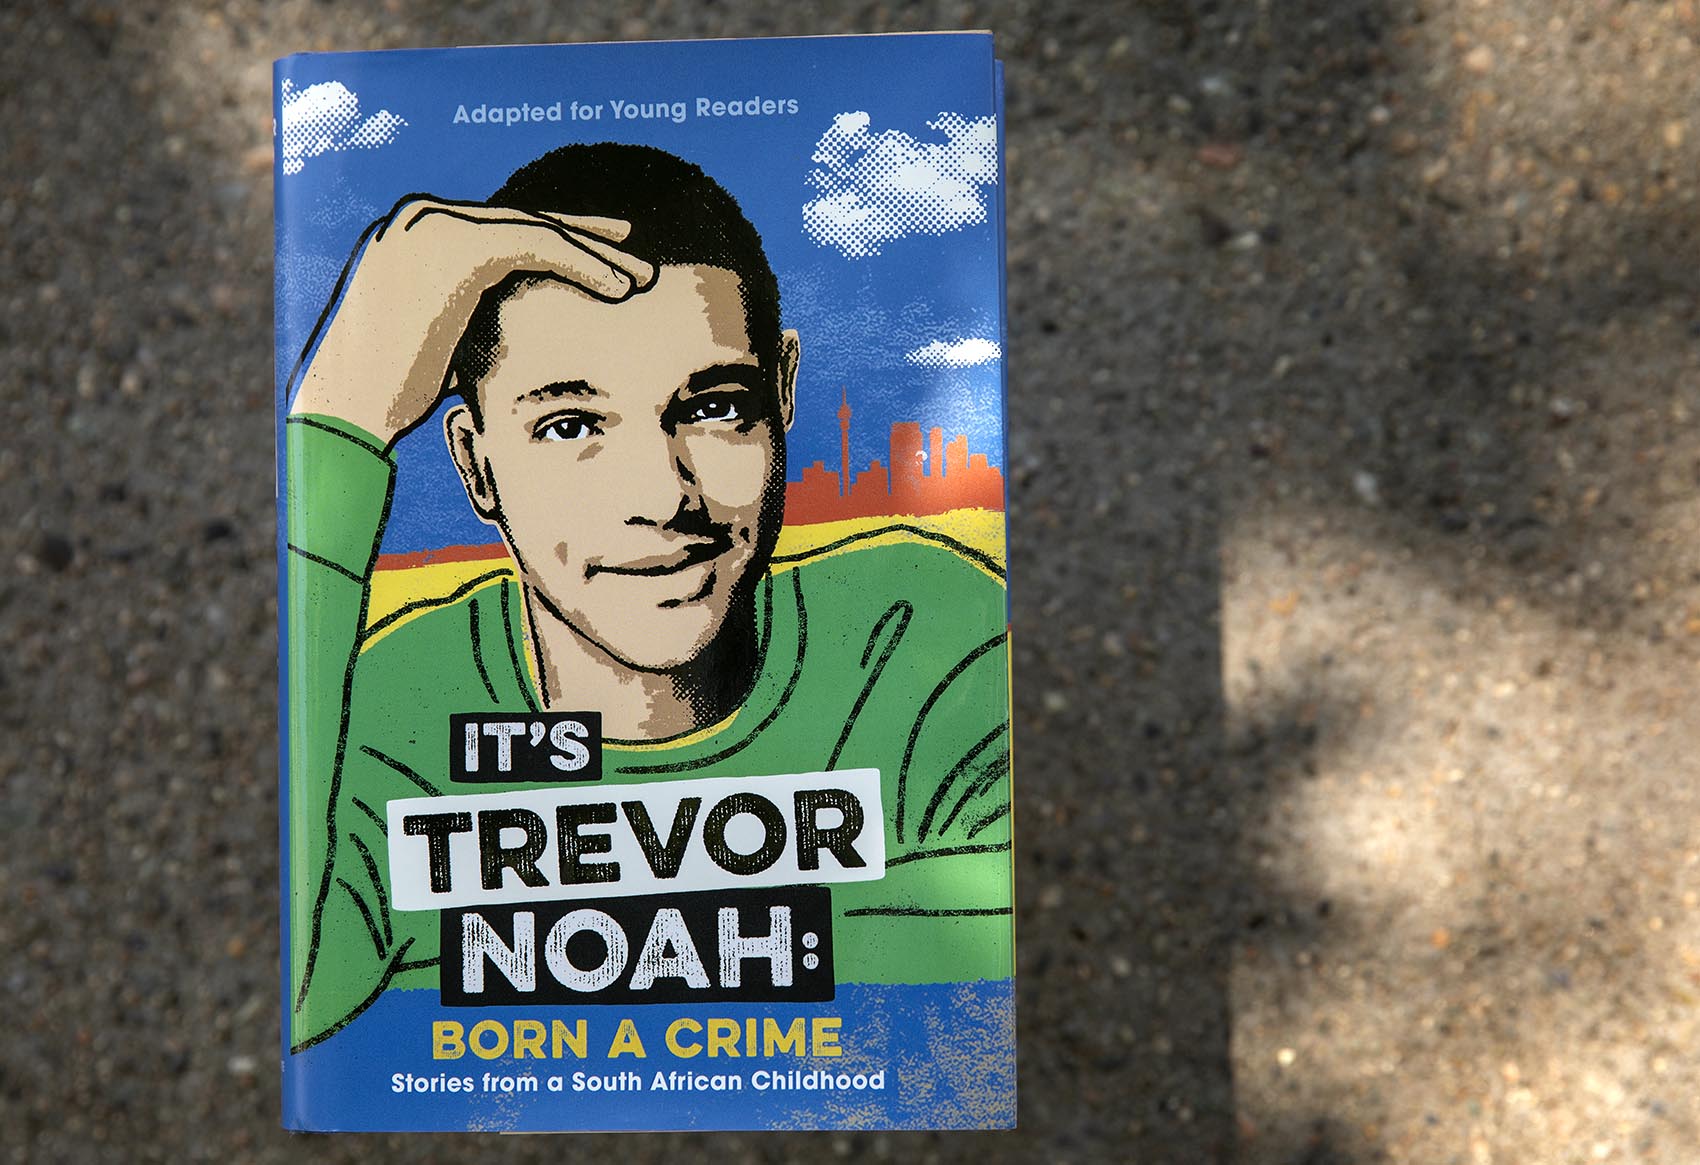 Adapted for Young Readers
IT'S
TREVOR
NOAH:
BORN A CRIME
Stories from a South African Childhood